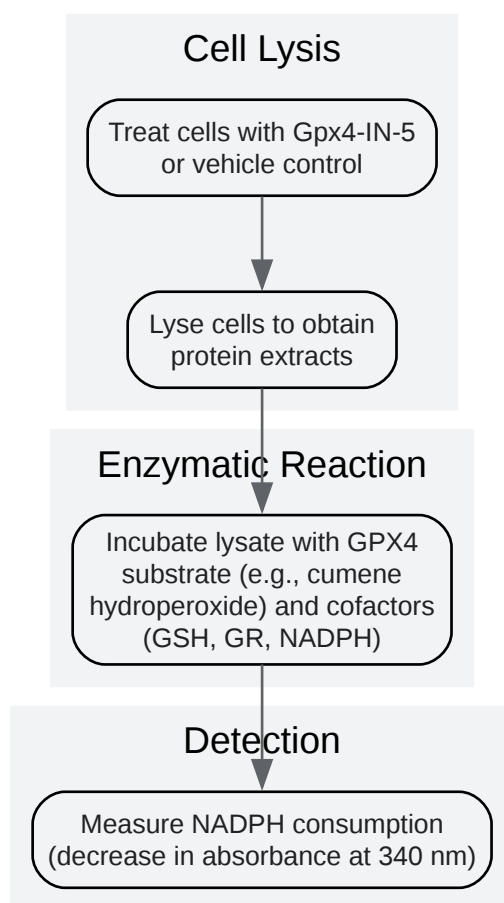 Cell Lysis
Treat cells with Gpx4-IN-5
or vehicle control
Lyse cells to obtain
protein extracts
Enzymatic Reaction
Incubate lysate with GPX4
substrate (e.g., cumene
hydroperoxide) and cofactors
(GSH, GR, NADPH)
Detection
Measure NADPH consumption
(decrease in absorbance at 340 nm)